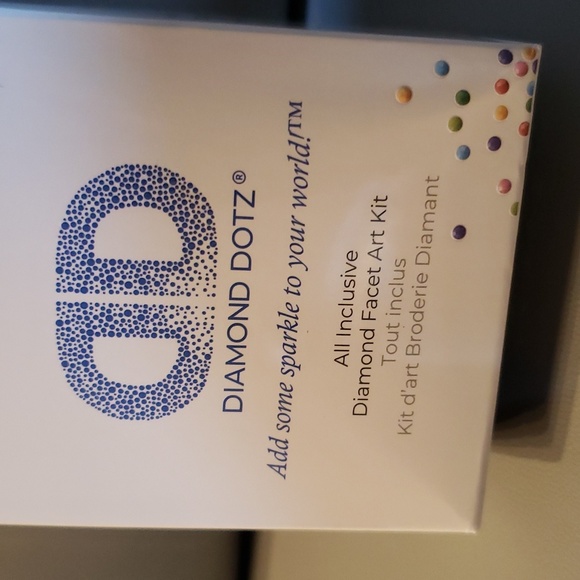 DIAMOND DOTZ®
Add some sparkle to your world!™
All Inclusive
Diamond Facet Art Kit
Tout inclus
Kit d'art Broderie Diamant